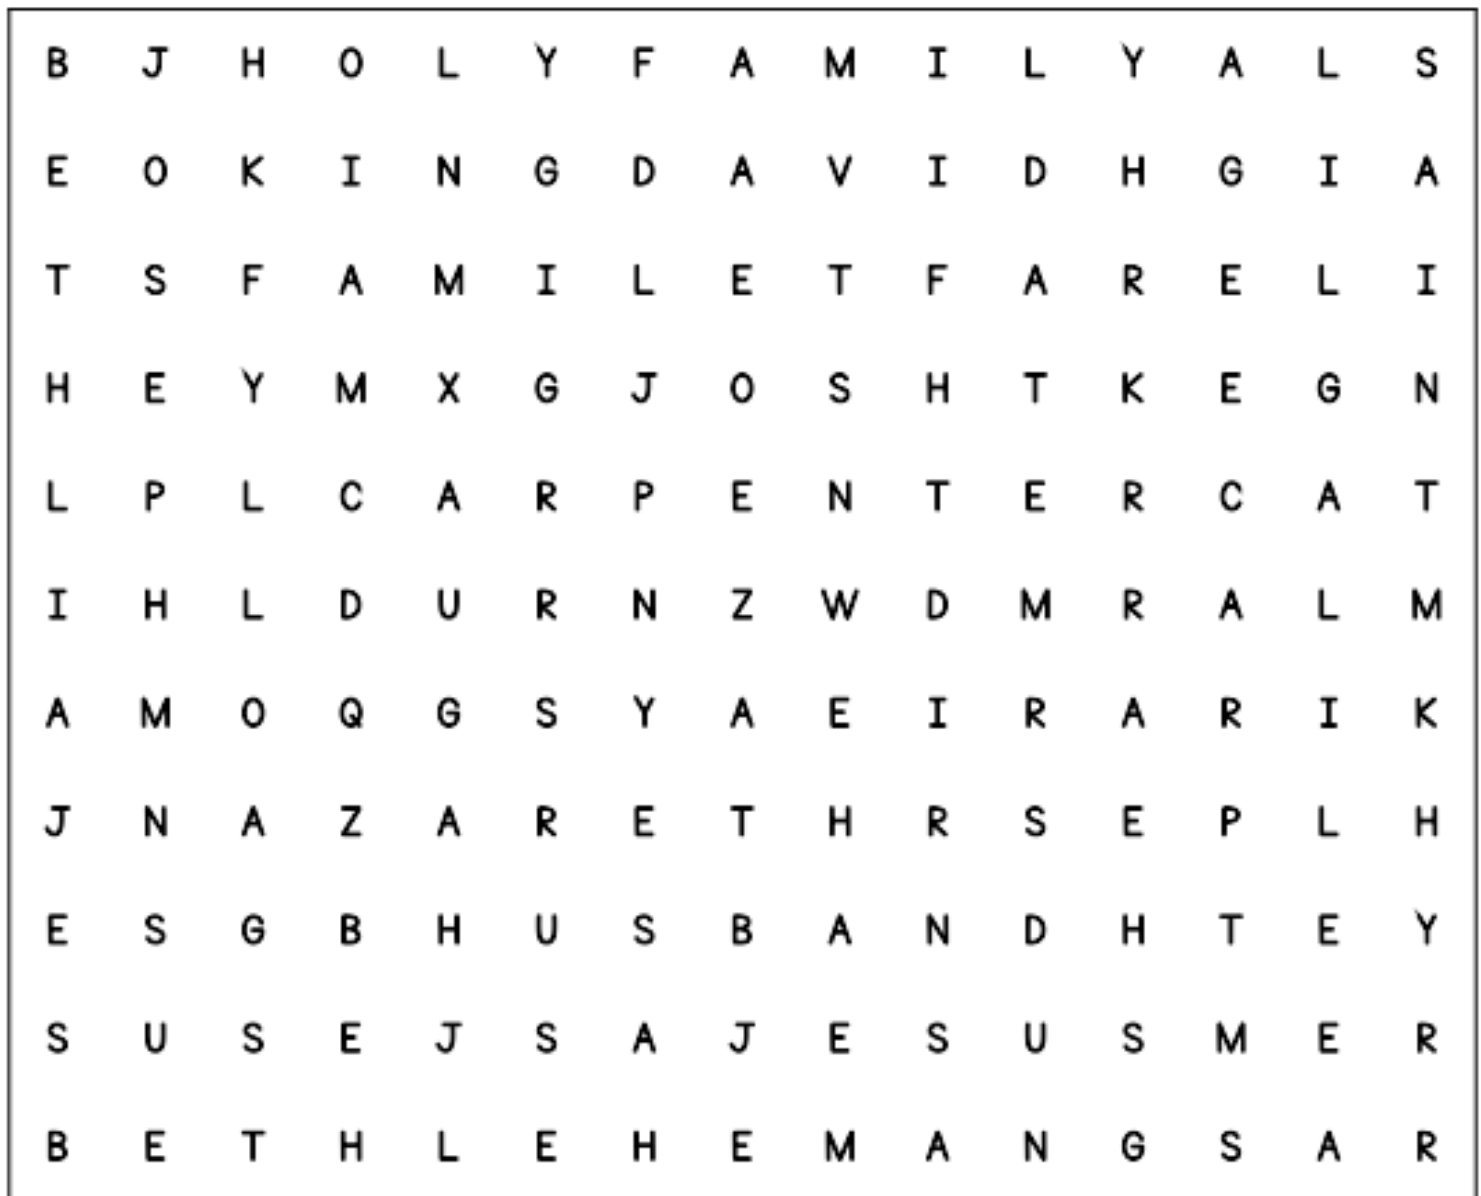 B J H O L Y F A M I L Y A L S
E O K I N G D A V I D H G I A
T S F A M I L E T F A R E L I
H E Y M X G J O S H T K E G N
L P L C A R P E N T E R C A T
I H L D U R N Z W D M R A L M
A M O Q G S Y A E I R A R I K
J N A Z A R E T H R S E P L H
E S G B H U S B A N D H T E Y
S U S E J S A J E S U S M E R
B E T H L E H E M A N G S A R